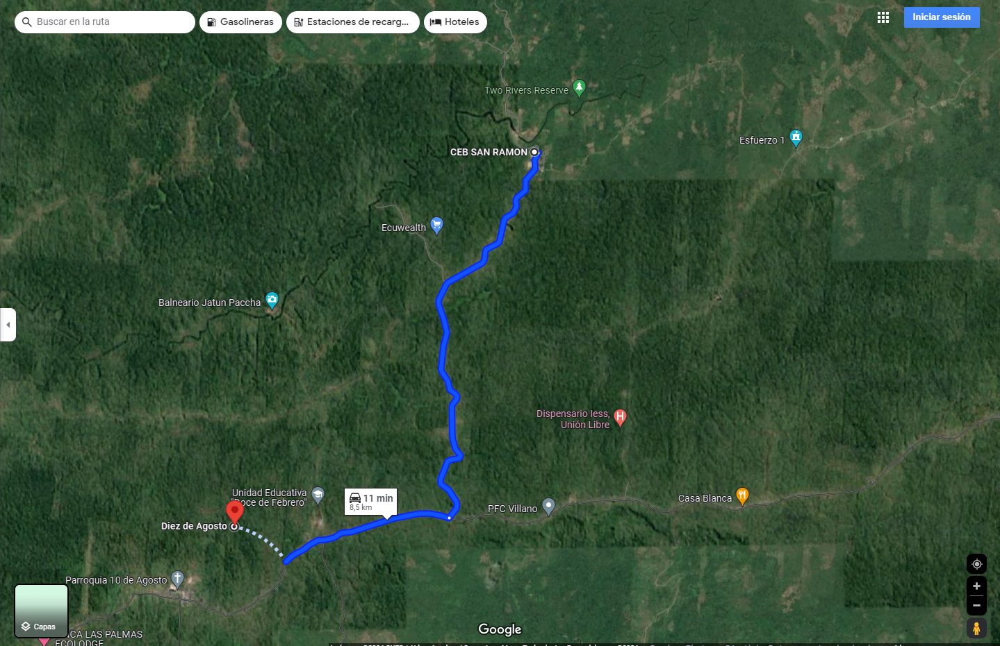 Buscar en la ruta
Gasolineras
Estaciones de recarg...
Hoteles
Iniciar sesión
Two Rivers Reserve
Esfuerzo 1
CEB SAN RAMON
Ecuwealth
Balneario Jatun Paccha
Dispensario Iess,
Unión Libre
Unidad Educativa
"Doce de Febrero"
11 min
8,5 km
Casa Blanca
PFC Villano
Diez de Agosto
Parroquia 10 de Agosto
Capas
CA LAS PALMAS
ECOLODGE
Google